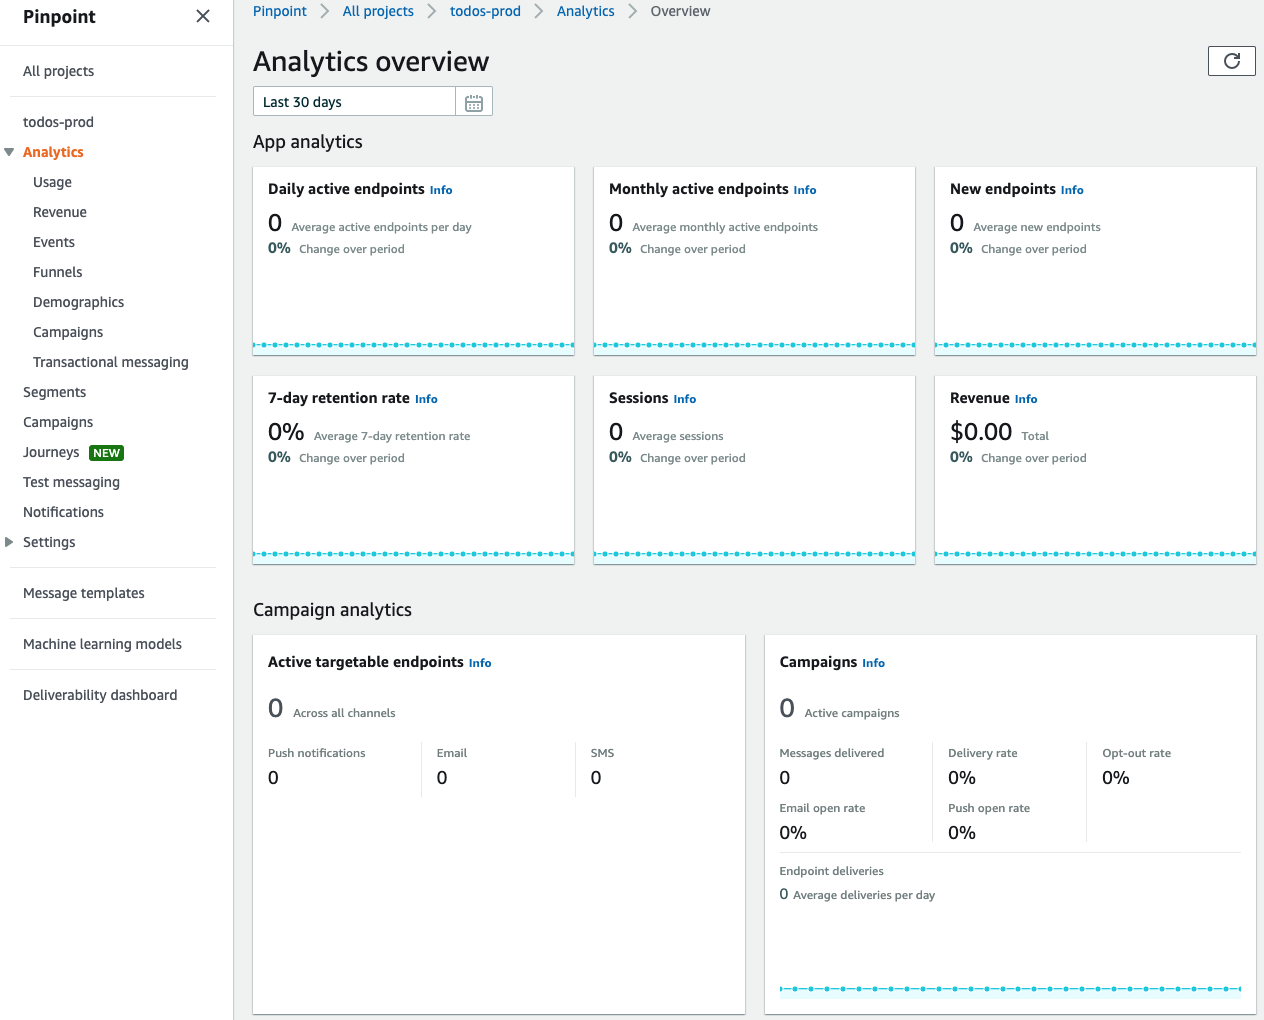 Pinpoint
All projects
todos-prod
Analytics
Usage
Revenue
Events
Funnels
Demographics
Campaigns
Transactional messaging
Segments
Campaigns
Journeys NEW
Test messaging
Notifications
Settings
Message templates
Machine learning models
Deliverability dashboard
Pinpoint All projects todos-prod Analytics Overview
Analytics overview
Last 30 days
App analytics
Daily active endpoints Info
0 Average active endpoints per day
0% Change over period
Monthly active endpoints Info
0 Average monthly active endpoints
0% Change over period
New endpoints Info
0 Average new endpoints
0% Change over period
7-day retention rate Info
0% Average 7-day retention rate
0% Change over period
Sessions Info
0 Average sessions
0% Change over period
Revenue Info
$0.00 Total
0% Change over period
Campaign analytics
Active targetable endpoints Info
0 Across all channels
Push notifications
0
Email
0
SMS
0
Campaigns Info
0 Active campaigns
Messages delivered
0
Delivery rate
0%
Opt-out rate
0%
Email open rate
0%
Push open rate
0%
Endpoint deliveries
0 Average deliveries per day